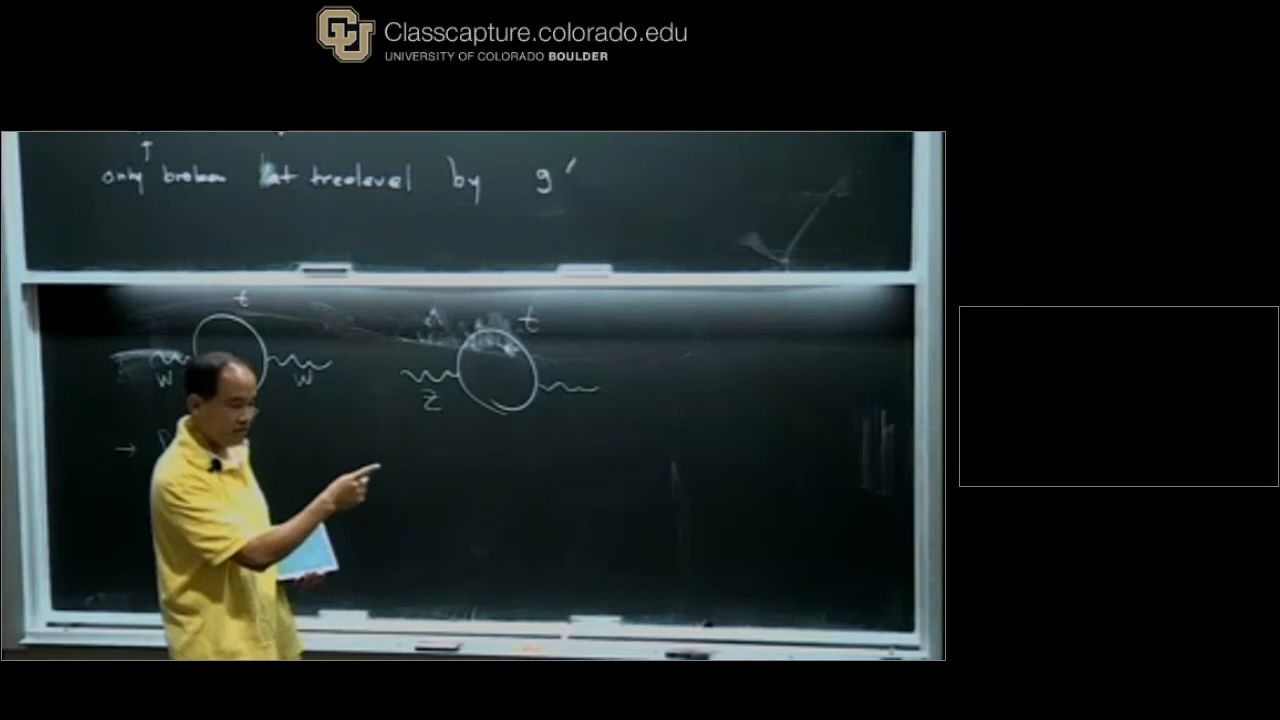 Classcapture.colorado.edu
UNIVERSITY OF COLORADO BOULDER
only broken at treelevel by g'
t
t
W
W
Z
→